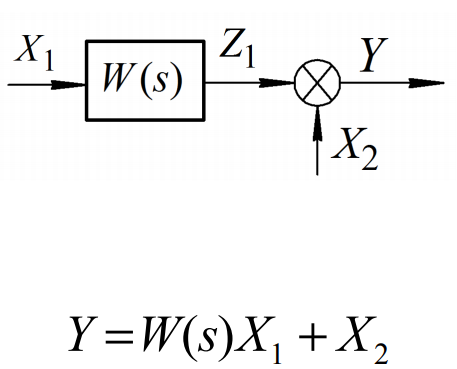 X₁ W(s) Z₁ Y
X₂
Y = W(s)X₁ + X₂